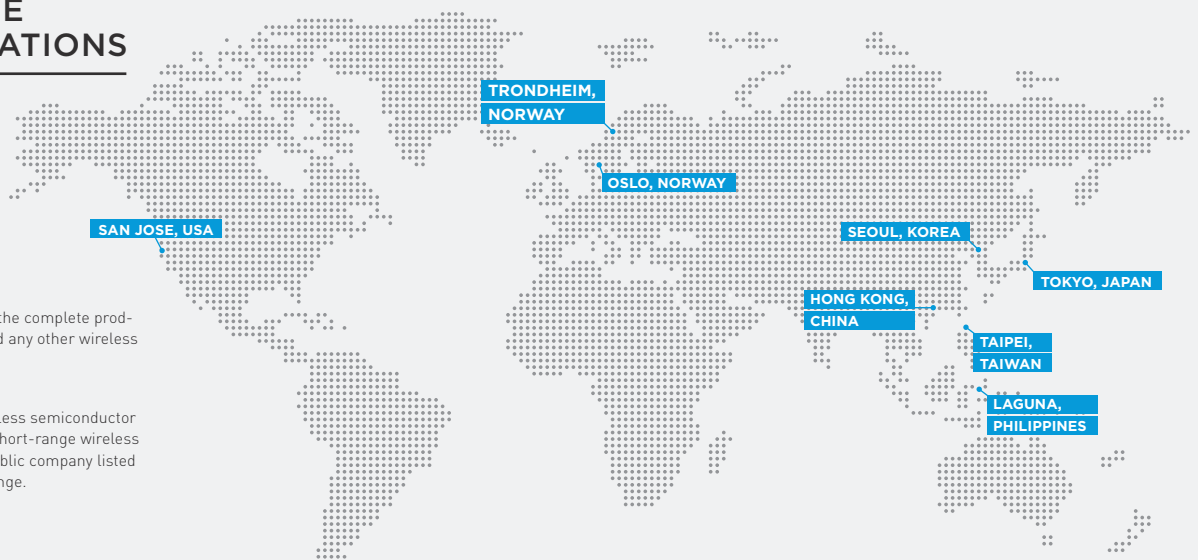 E
ATIONS
TRONDHEIM,
NORWAY
OSLO, NORWAY
SAN JOSE, USA
SEOUL, KOREA
TOKYO, JAPAN
HONG KONG,
CHINA
TAIPEI,
TAIWAN
LAGUNA,
PHILIPPINES
the complete prod-
d any other wireless
less semiconductor
hort-range wireless
blic company listed
nge.